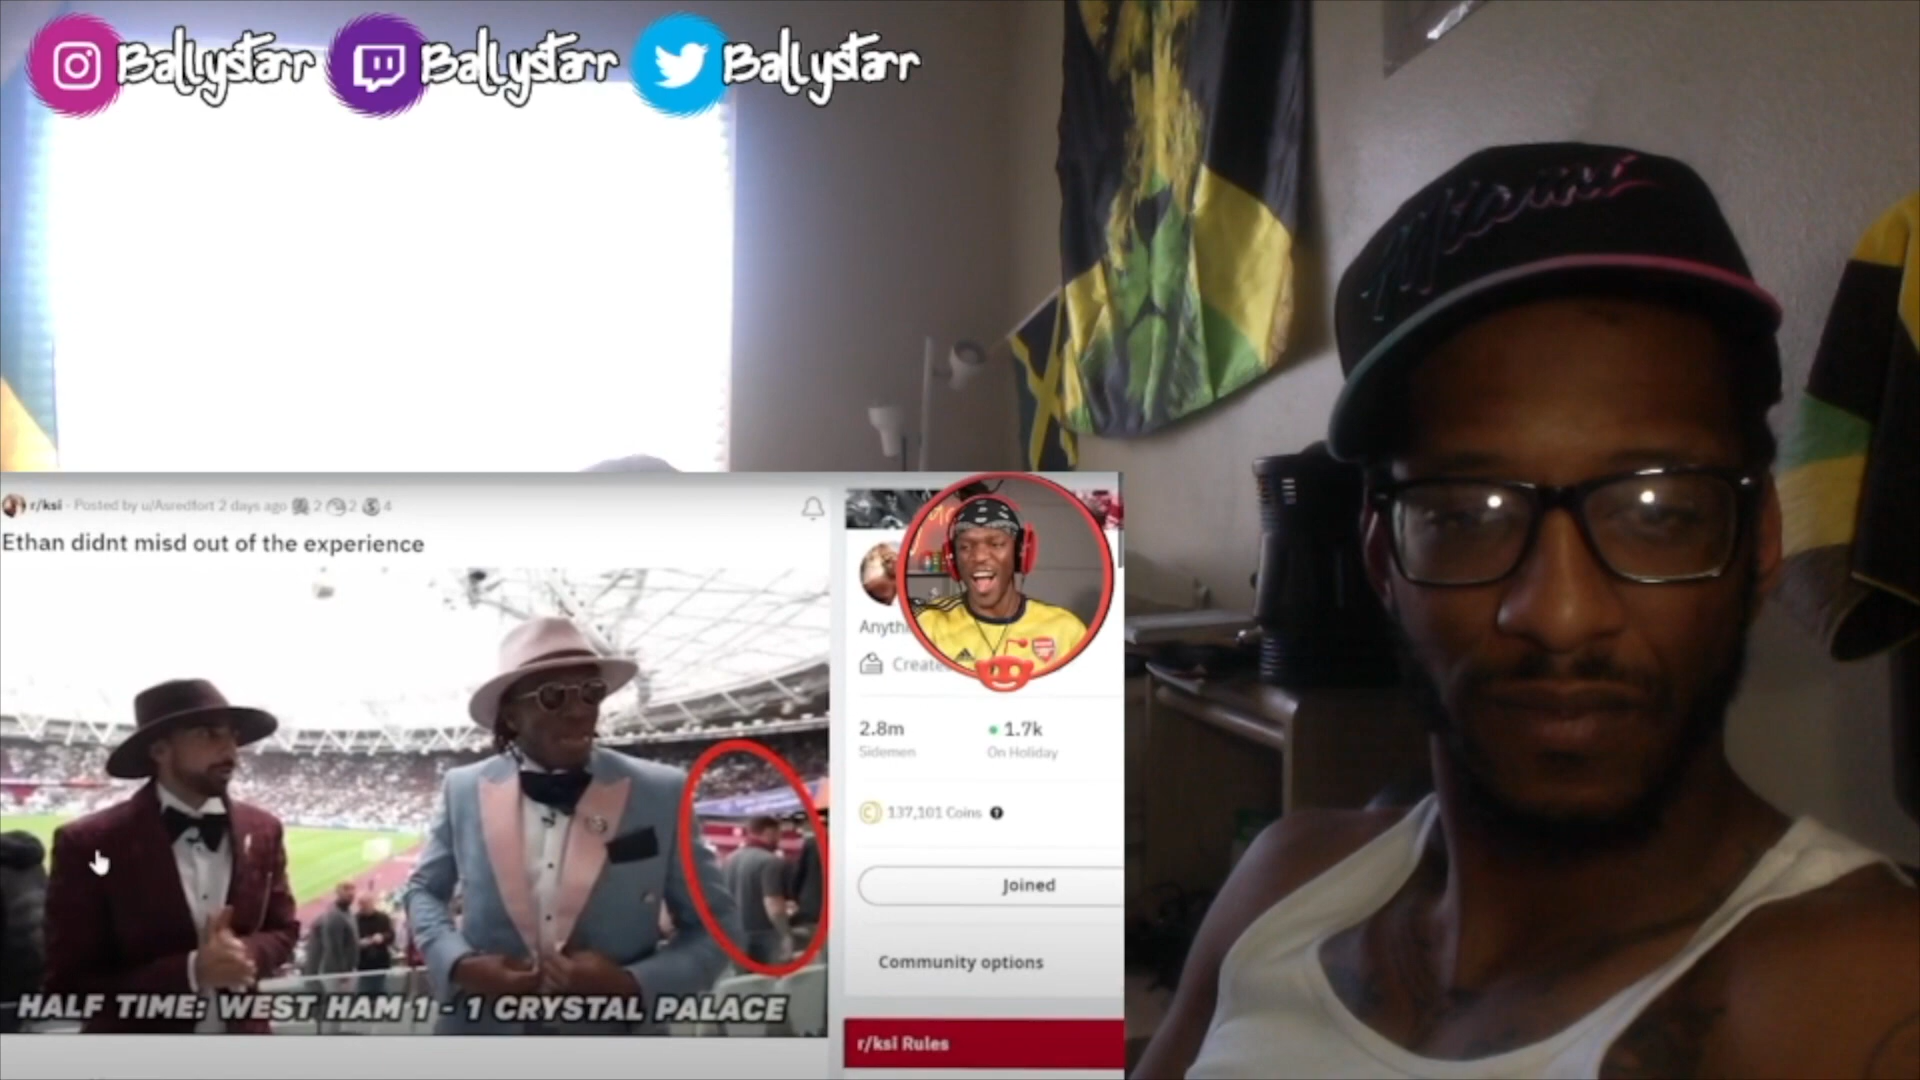 Ballystarr Ballystarr Ballystarr
Miami
r/ksi · Posted by u/Asredfort 2 days ago 2 2 4
Ethan didnt misd out of the experience
Anythi
Create
2.8m 1.7k
Sidemen On Holiday
137,101 Coins
Joined
Community options
HALF TIME: WEST HAM 1 - 1 CRYSTAL PALACE
r/ksi Rules